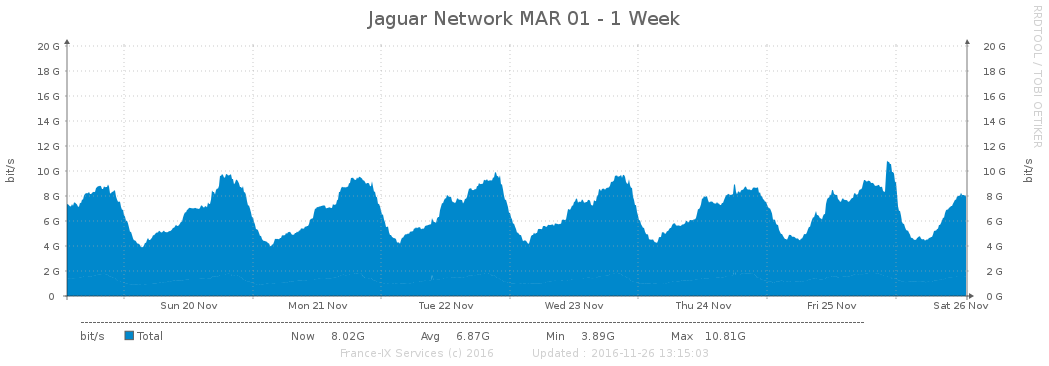 Jaguar Network MAR 01 - 1 Week
RRDTOOL / TOBI OETIKER
bit/s
20 G 20 G
18 G 18 G
16 G 16 G
14 G 14 G
12 G 12 G
10 G 10 G
8 G 8 G
6 G 6 G
4 G 4 G
2 G 2 G
0 0 G
bit/s
Sun 20 Nov Mon 21 Nov Tue 22 Nov Wed 23 Nov Thu 24 Nov Fri 25 Nov Sat 26 Nov
bit/s Total Now 8.02G Avg 6.87G Min 3.89G Max 10.81G
France-IX Services (c) 2016 Updated : 2016-11-26 13:15:03